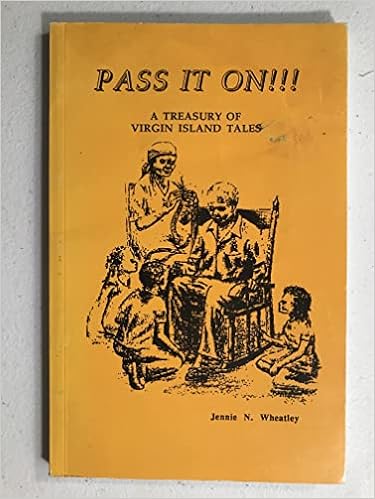 PASS IT ON!!!
A TREASURY OF
VIRGIN ISLAND TALES
Jennie N. Wheatley